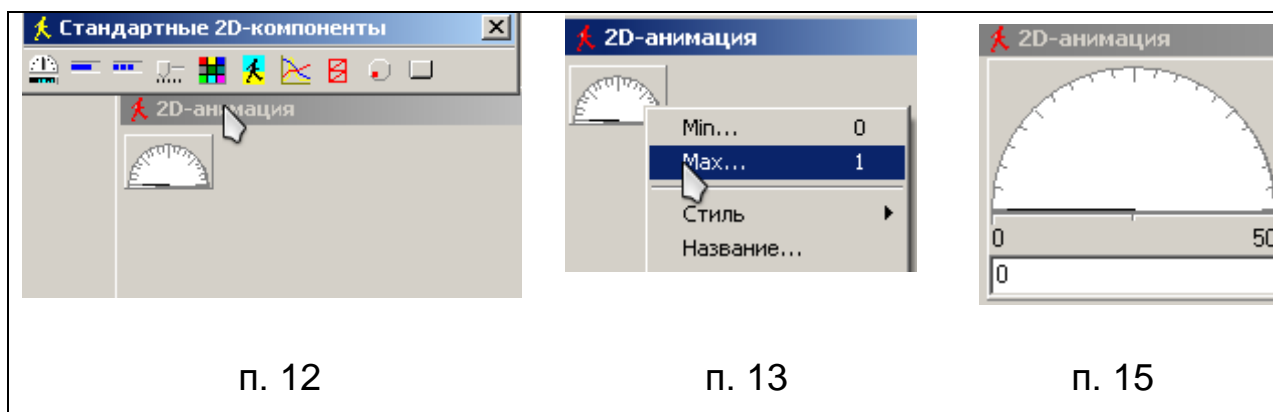 Стандартные 2D-компоненты
2D-анимация
п. 12
2D-анимация
Min... 0
Max... 1
Стиль
Название...
п. 13
2D-анимация
0 50
0
п. 15